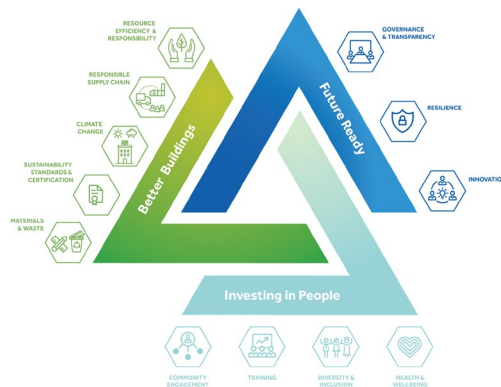 RESOURCE
EFFICIENCY &
RESPONSIBILITY
RESPONSIBLE
SUPPLY CHAIN
CLIMATE
CHANGE
SUSTAINABILITY
STANDARDS &
CERTIFICATION
MATERIALS
& WASTE
Better Buildings
Future Ready
GOVERNANCE
& TRANSPARENCY
RESILIENCE
INNOVATIO
Investing in People
COMMUNITY
ENGAGEMENT
TRAINING
DIVERSITY &
INCLUSION
HEALTH &
WELLBEING